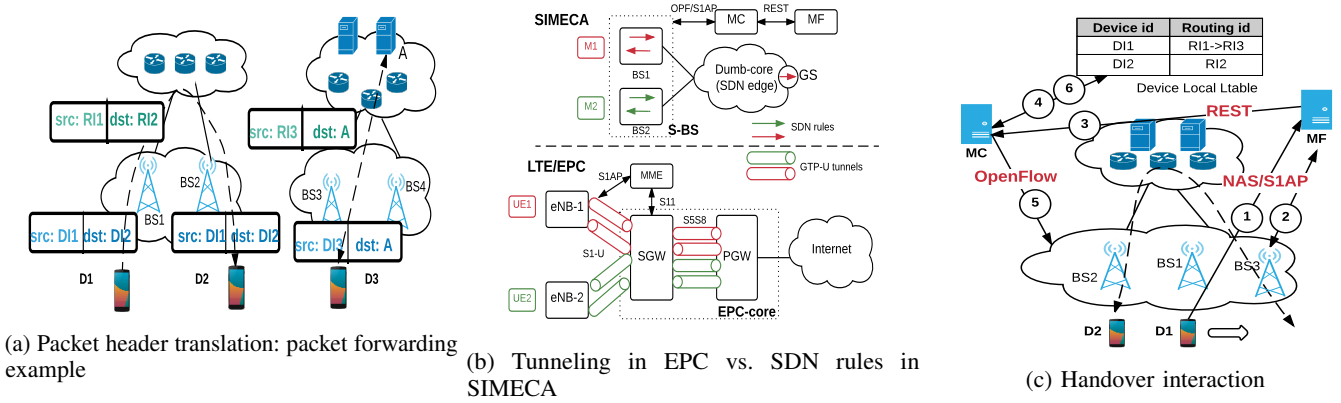 A
src: RI1 dst: RI2
src: RI3 dst: A
BS2
BS1
BS3
BS4
src: DI1 dst: DI2
src: DI1 dst: DI2
src: DI3 dst: A
D1
D2
D3
(a) Packet header translation: packet forwarding
example
SIMECA
OPF/S1AP
REST
MC
MF
M1
BS1
M2
BS2
S-BS
Dumb-core
(SDN edge)
GS
SDN rules
LTE/EPC
GTP-U tunnels
S1AP
MME
S11
UE1
eNB-1
S1-U
SGW
S5S8
PGW
Internet
UE2
eNB-2
EPC-core
(b) Tunneling in EPC vs. SDN rules in
SIMECA
Device id Routing id
DI1 RI1->RI3
DI2 RI2
Device Local Ltable
4
6
3
REST
MC
MF
OpenFlow
NAS/S1AP
5
1
2
BS2
BS1
BS3
D2
D1
(c) Handover interaction